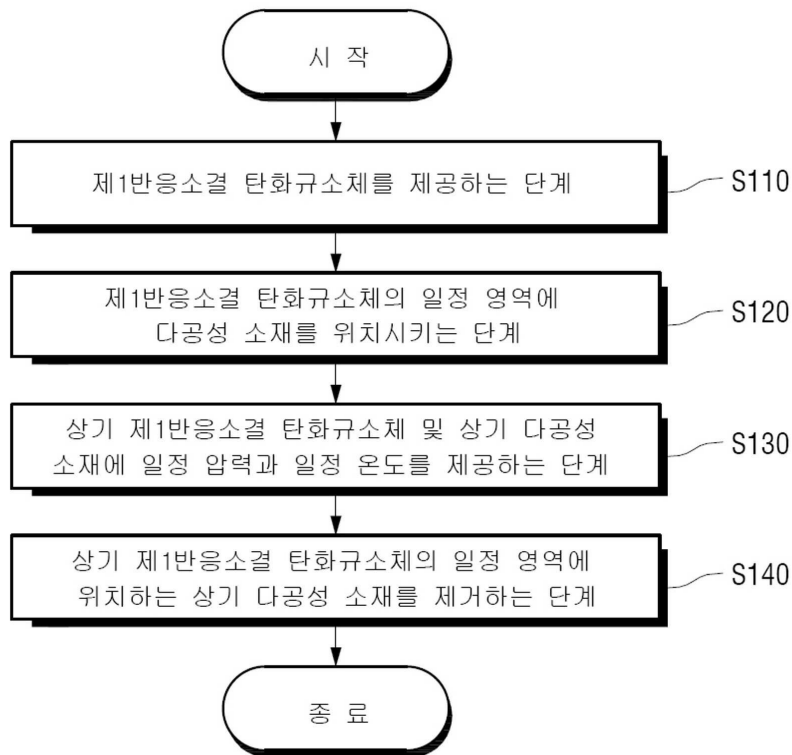 시 작
제1반응소결 탄화규소체를 제공하는 단계
S110
제1반응소결 탄화규소체의 일정 영역에
다공성 소재를 위치시키는 단계
S120
상기 제1반응소결 탄화규소체 및 상기 다공성
소재에 일정 압력과 일정 온도를 제공하는 단계
S130
상기 제1반응소결 탄화규소체의 일정 영역에
위치하는 상기 다공성 소재를 제거하는 단계
S140
종 료